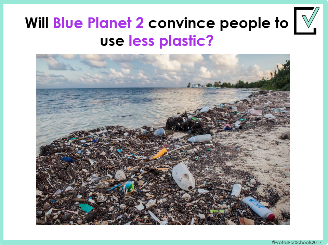 Will Blue Planet 2 convince people to
use less plastic?